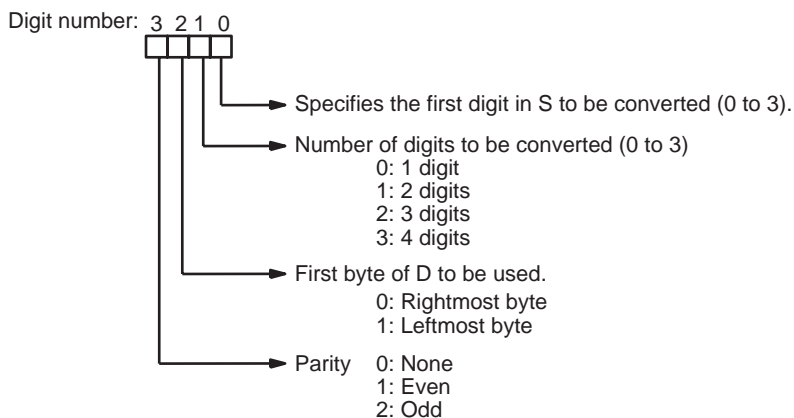 Digit number: 3 2 1 0
Specifies the first digit in S to be converted (0 to 3).
Number of digits to be converted (0 to 3)
0: 1 digit
1: 2 digits
2: 3 digits
3: 4 digits
First byte of D to be used.
0: Rightmost byte
1: Leftmost byte
Parity 0: None
1: Even
2: Odd